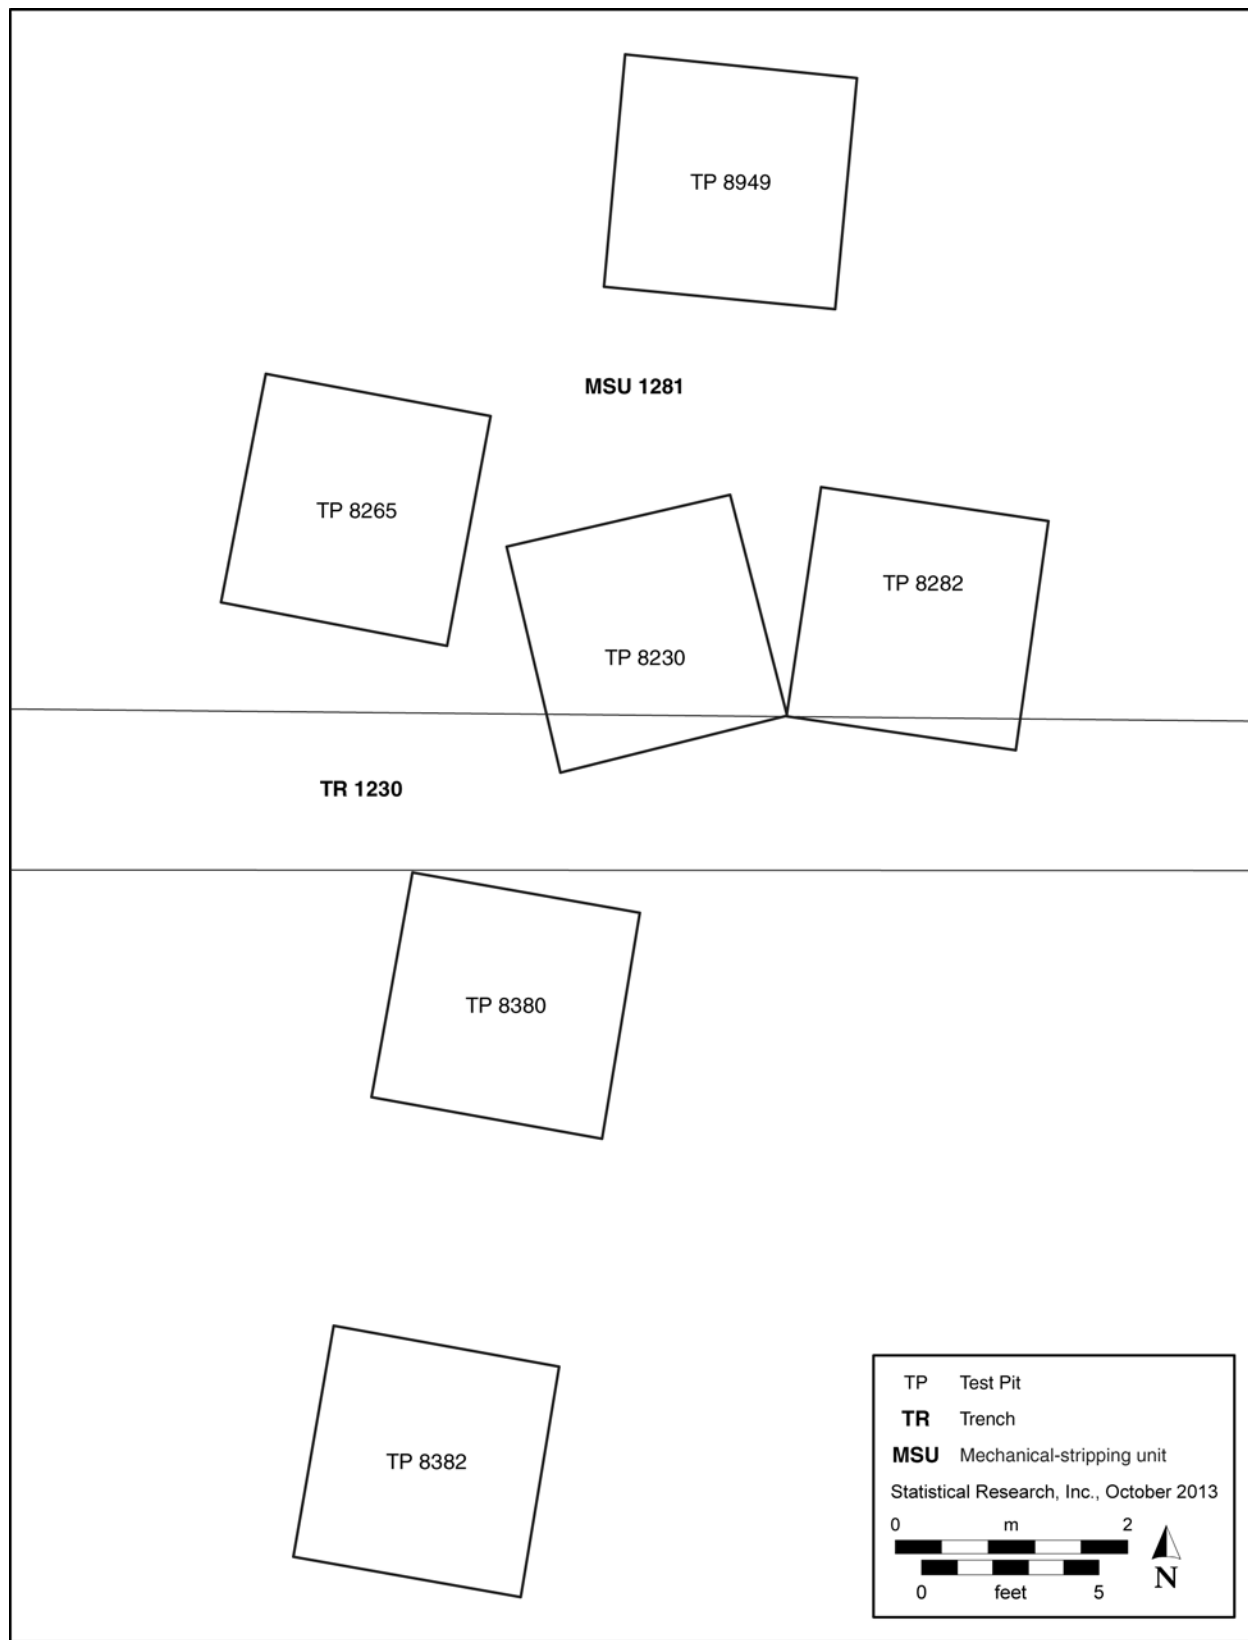 TP 8949
MSU 1281
TP 8265
TP 8282
TP 8230
TR 1230
TP 8380
TP 8382
TP Test Pit
TR Trench
MSU Mechanical-stripping unit
Statistical Research, Inc., October 2013
0 m 2
0 feet 5
N